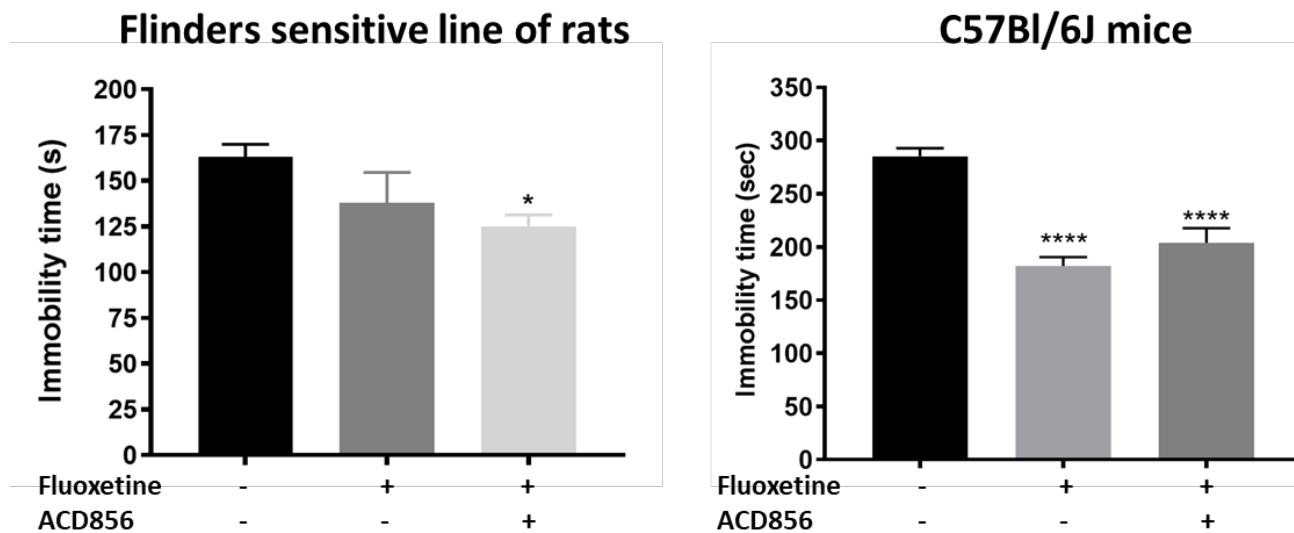 Flinders sensitive line of rats
Immobility time (s)
200
175
150
125
100
75
50
25
0
*
Fluoxetine - + +
ACD856 - - +
C57Bl/6J mice
Immobility time (sec)
350
300
250
200
150
100
50
0
****
****
Fluoxetine - + +
ACD856 - - +